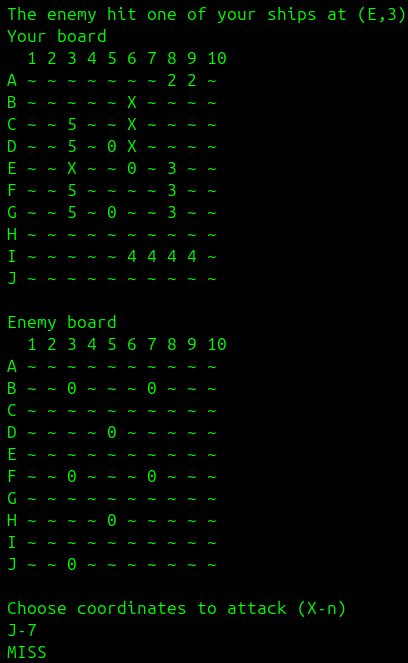 The enemy hit one of your ships at (E,3)
Your board
  1 2 3 4 5 6 7 8 9 10
A ~ ~ ~ ~ ~ ~ ~ 2 2 ~
B ~ ~ ~ ~ ~ X ~ ~ ~ ~
C ~ ~ 5 ~ ~ X ~ ~ ~ ~
D ~ ~ 5 ~ 0 X ~ ~ ~ ~
E ~ ~ X ~ ~ 0 ~ 3 ~ ~
F ~ ~ 5 ~ ~ ~ ~ 3 ~ ~
G ~ ~ 5 ~ 0 ~ ~ 3 ~ ~
H ~ ~ ~ ~ ~ ~ ~ ~ ~ ~
I ~ ~ ~ ~ ~ 4 4 4 4 ~
J ~ ~ ~ ~ ~ ~ ~ ~ ~ ~

Enemy board
  1 2 3 4 5 6 7 8 9 10
A ~ ~ ~ ~ ~ ~ ~ ~ ~ ~
B ~ ~ 0 ~ ~ ~ 0 ~ ~ ~
C ~ ~ ~ ~ ~ ~ ~ ~ ~ ~
D ~ ~ ~ ~ 0 ~ ~ ~ ~ ~
E ~ ~ ~ ~ ~ ~ ~ ~ ~ ~
F ~ ~ 0 ~ ~ ~ 0 ~ ~ ~
G ~ ~ ~ ~ ~ ~ ~ ~ ~ ~
H ~ ~ ~ ~ 0 ~ ~ ~ ~ ~
I ~ ~ ~ ~ ~ ~ ~ ~ ~ ~
J ~ ~ 0 ~ ~ ~ ~ ~ ~ ~

Choose coordinates to attack (X-n)
J-7
MISS